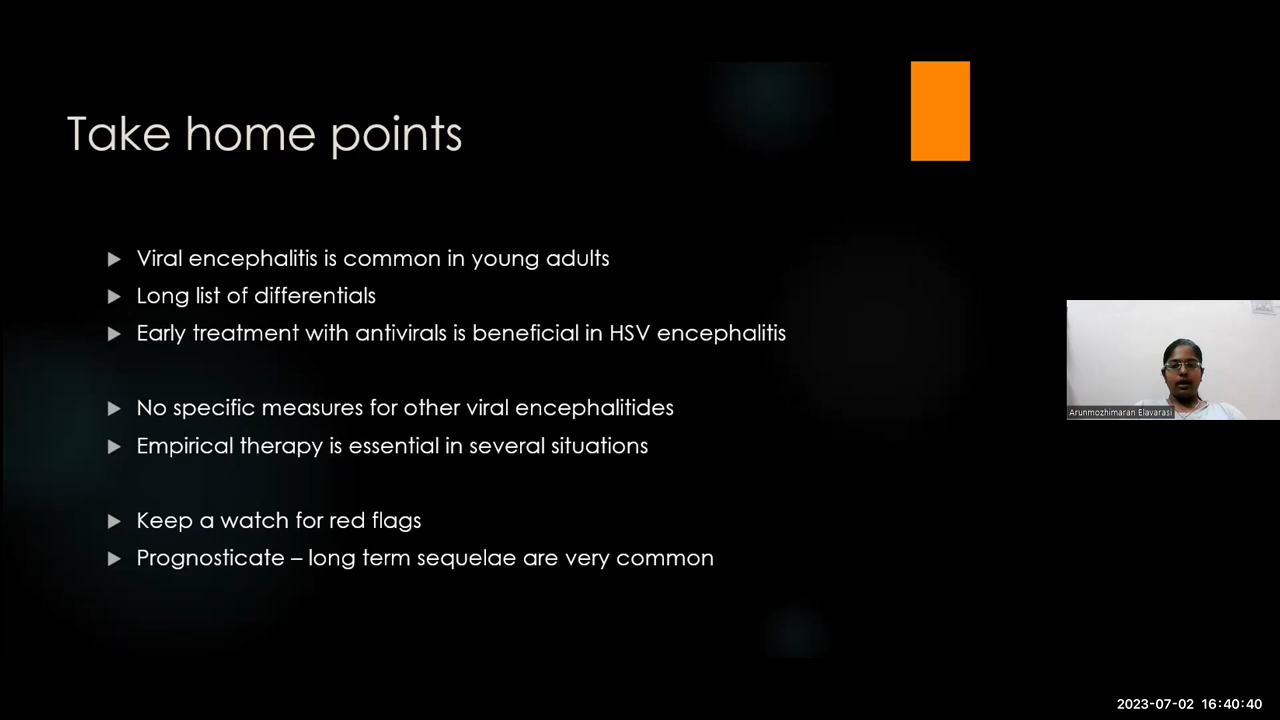 Take home points
Viral encephalitis is common in young adults
Long list of differentials
Early treatment with antivirals is beneficial in HSV encephalitis
No specific measures for other viral encephalitides
Empirical therapy is essential in several situations
Keep a watch for red flags
Prognosticate – long term sequelae are very common
Arunmozhimaran Elavarasi
2023-07-02 16:40:40